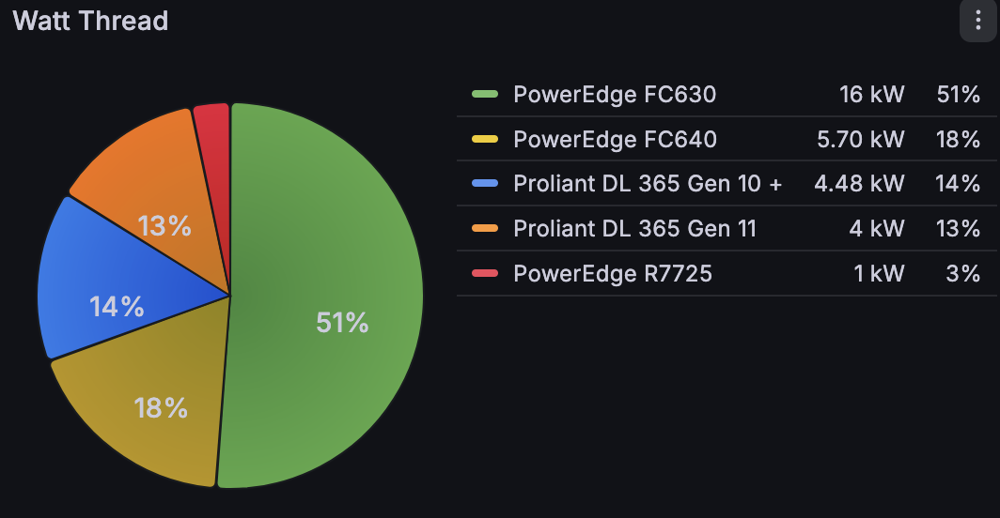 Watt Thread
PowerEdge FC630 16 kW 51%
PowerEdge FC640 5.70 kW 18%
Proliant DL 365 Gen 10 + 4.48 kW 14%
Proliant DL 365 Gen 11 4 kW 13%
PowerEdge R7725 1 kW 3%
13%
14%
51%
18%